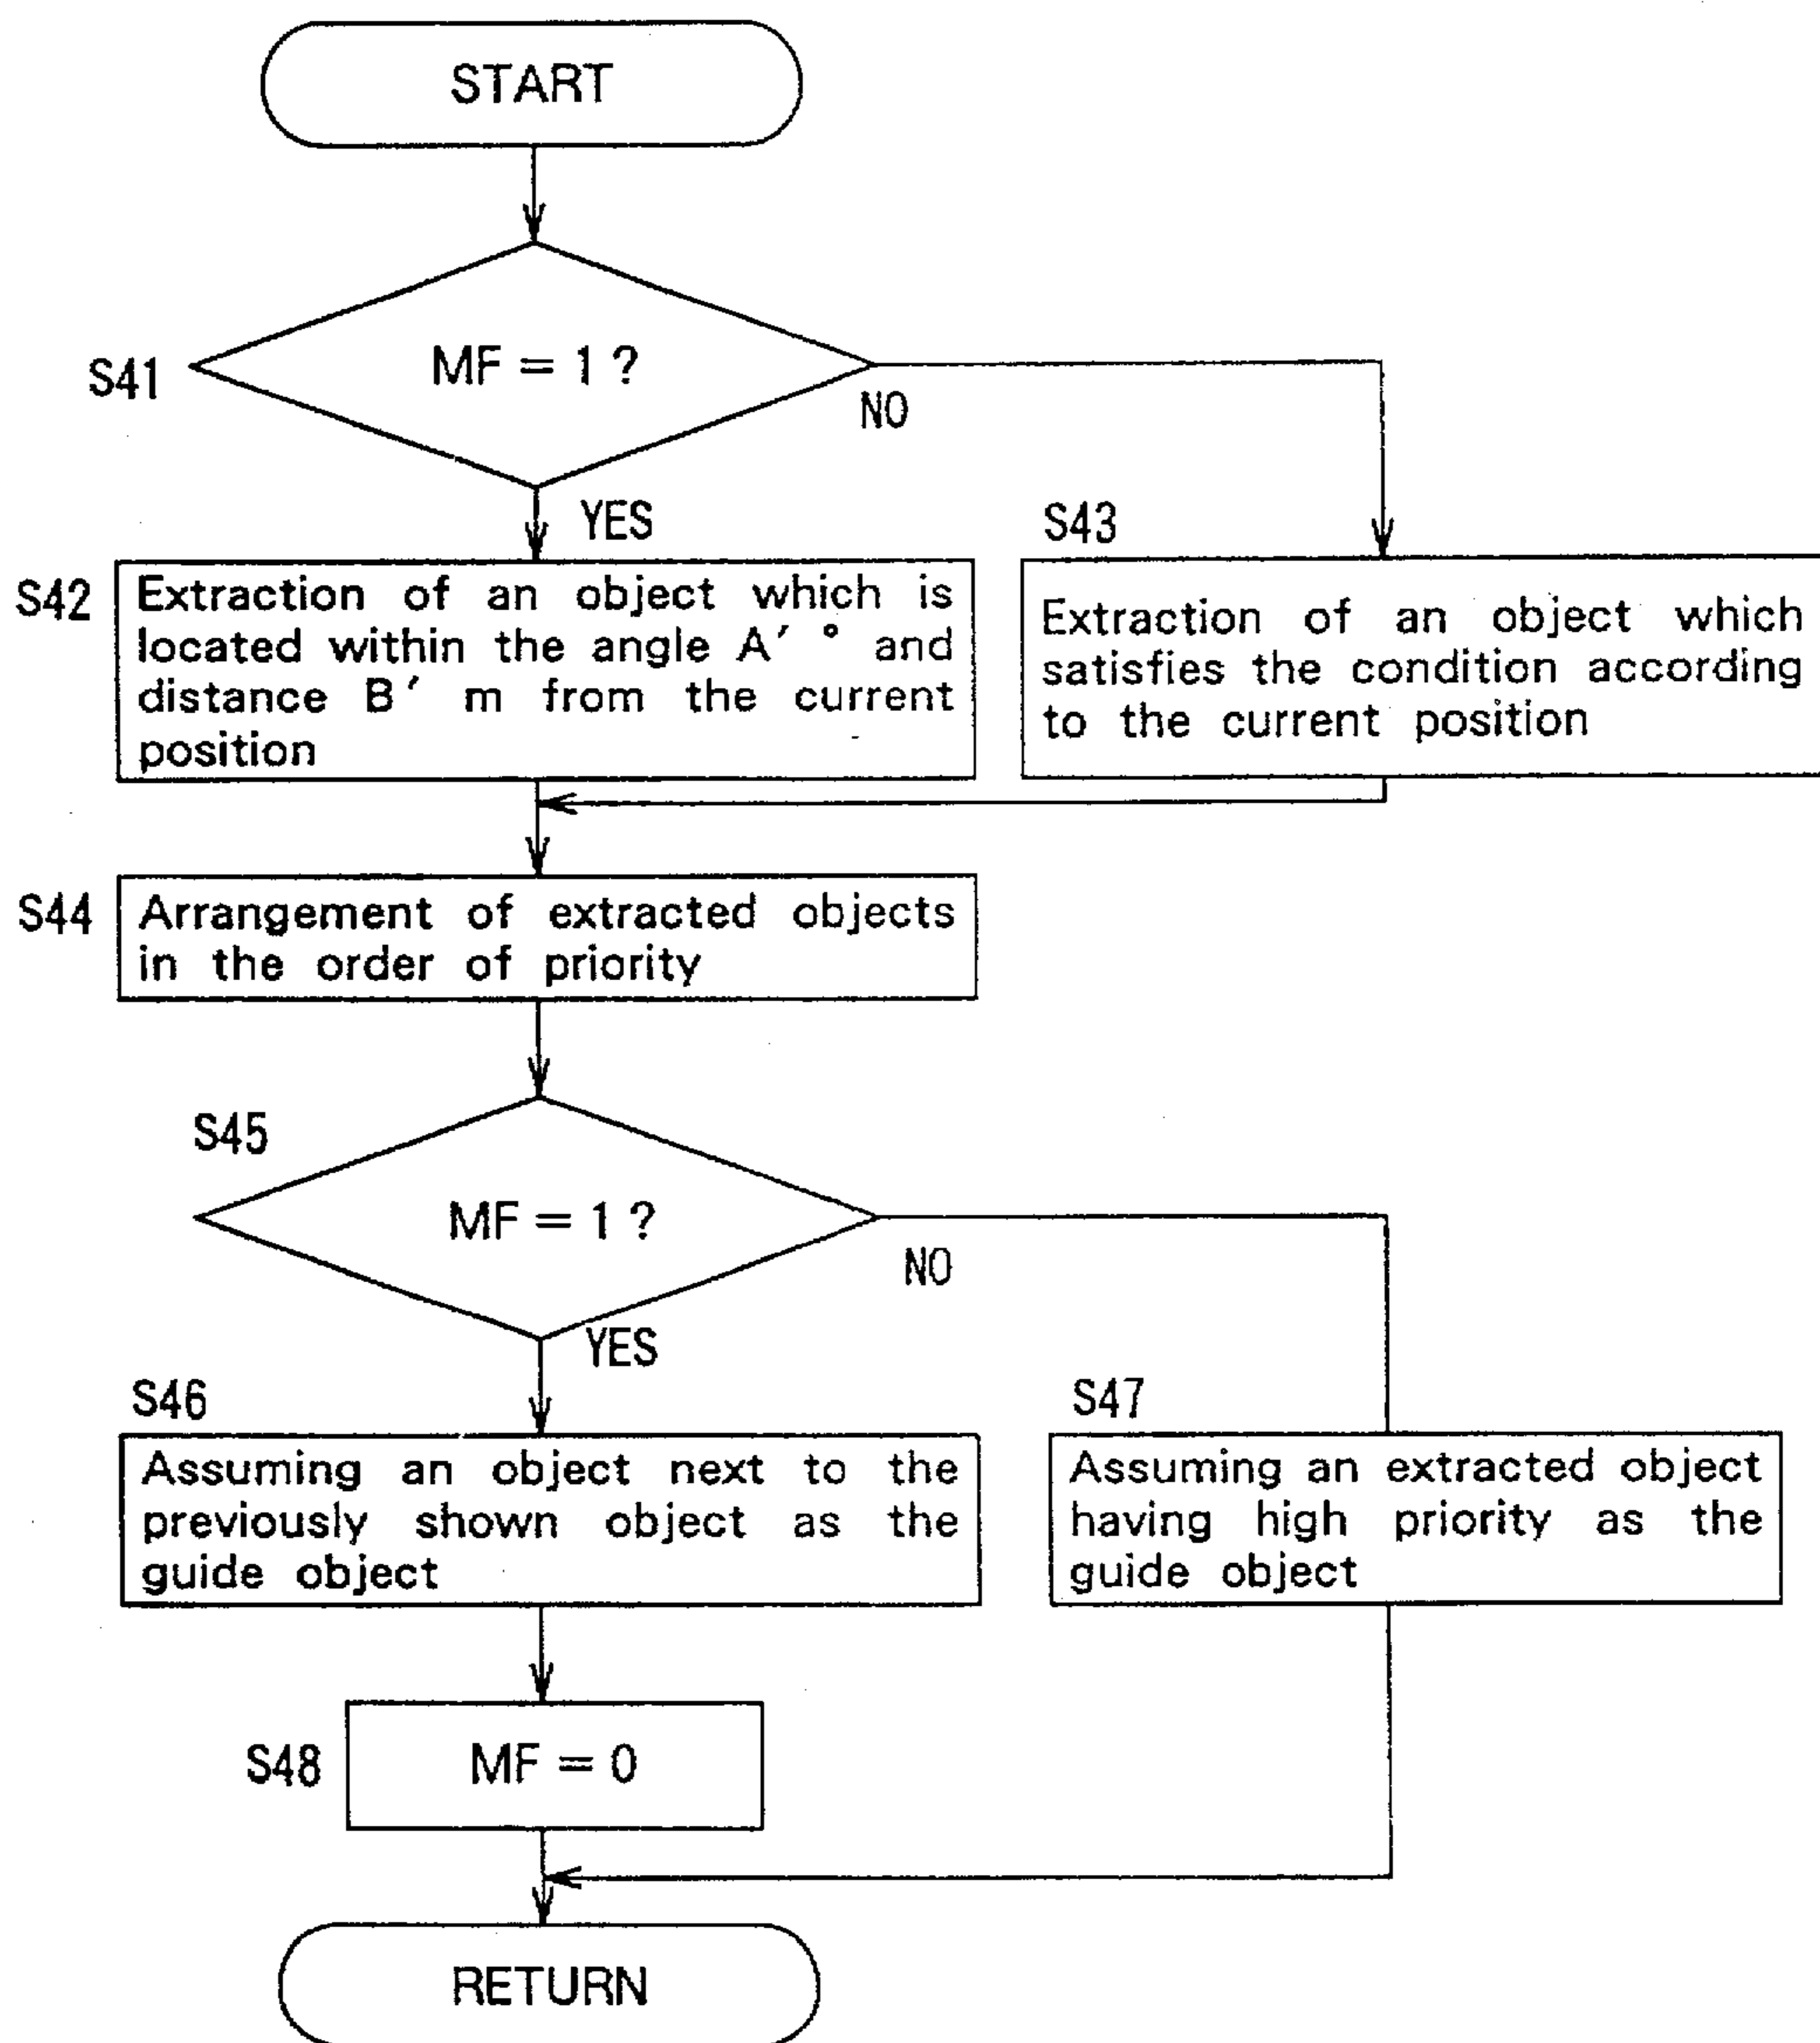 START
S41
MF = 1 ?
NO
YES
S42
Extraction of an object which is
located within the angle A′ ° and
distance B′ m from the current
position
S43
Extraction of an object which
satisfies the condition according
to the current position
S44
Arrangement of extracted objects
in the order of priority
S45
MF = 1 ?
NO
YES
S46
Assuming an object next to the
previously shown object as the
guide object
S47
Assuming an extracted object
having high priority as the
guide object
S48
MF = 0
RETURN